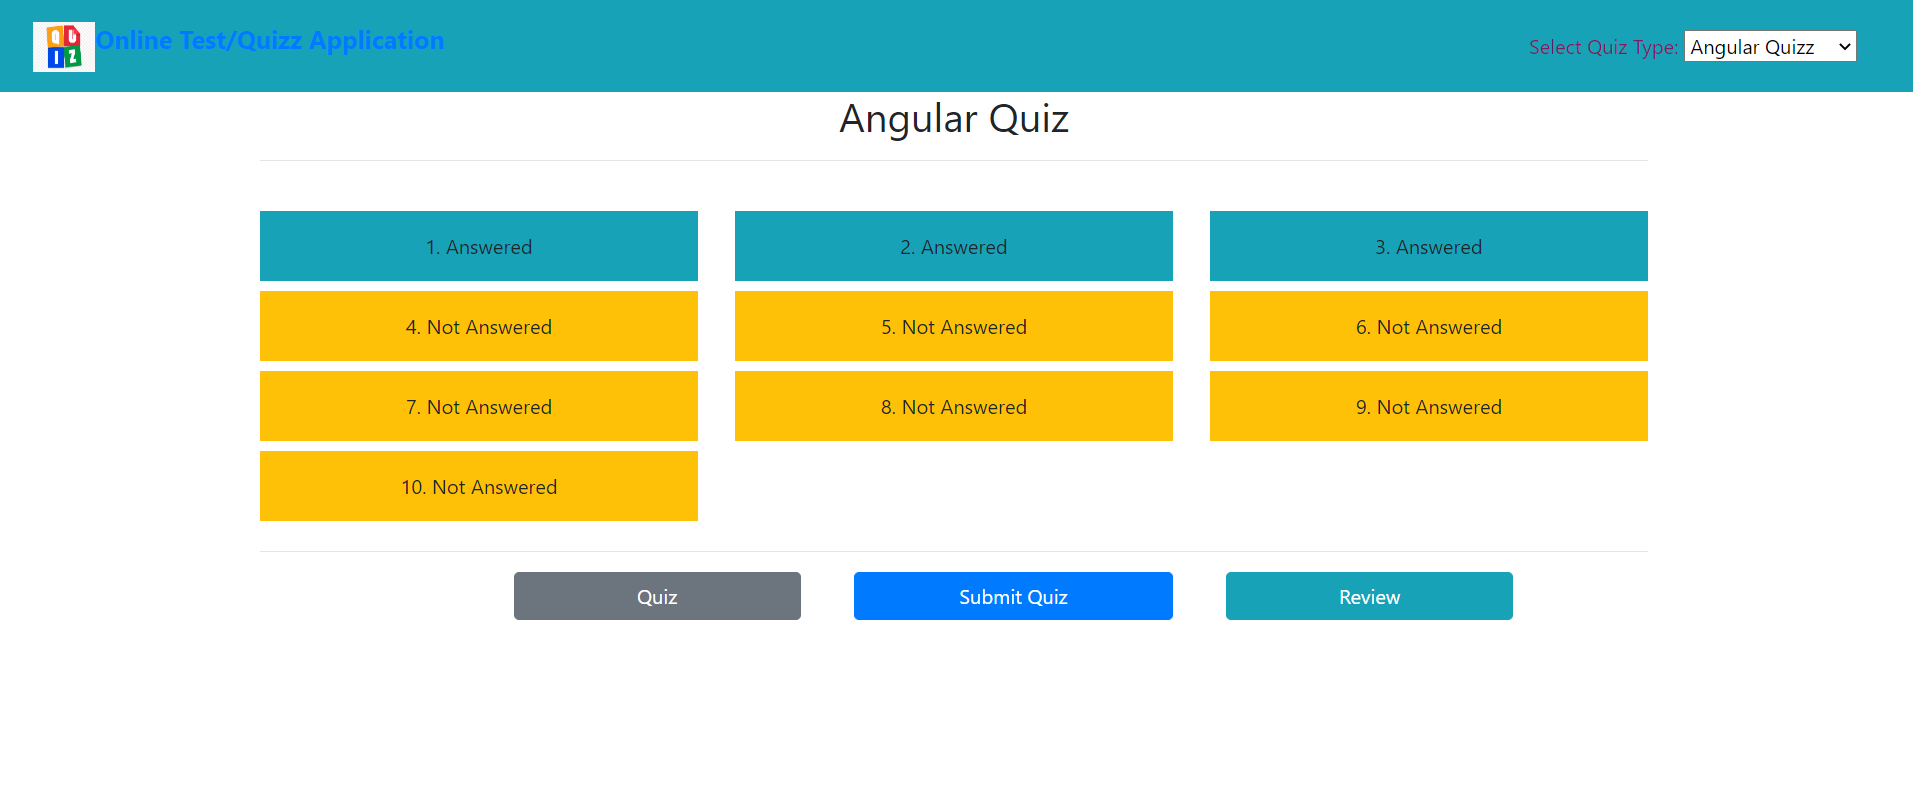 QUIZ
Online Test/Quizz Application
Select Quiz Type: Angular Quizz
Angular Quiz
1. Answered
2. Answered
3. Answered
4. Not Answered
5. Not Answered
6. Not Answered
7. Not Answered
8. Not Answered
9. Not Answered
10. Not Answered
Quiz
Submit Quiz
Review